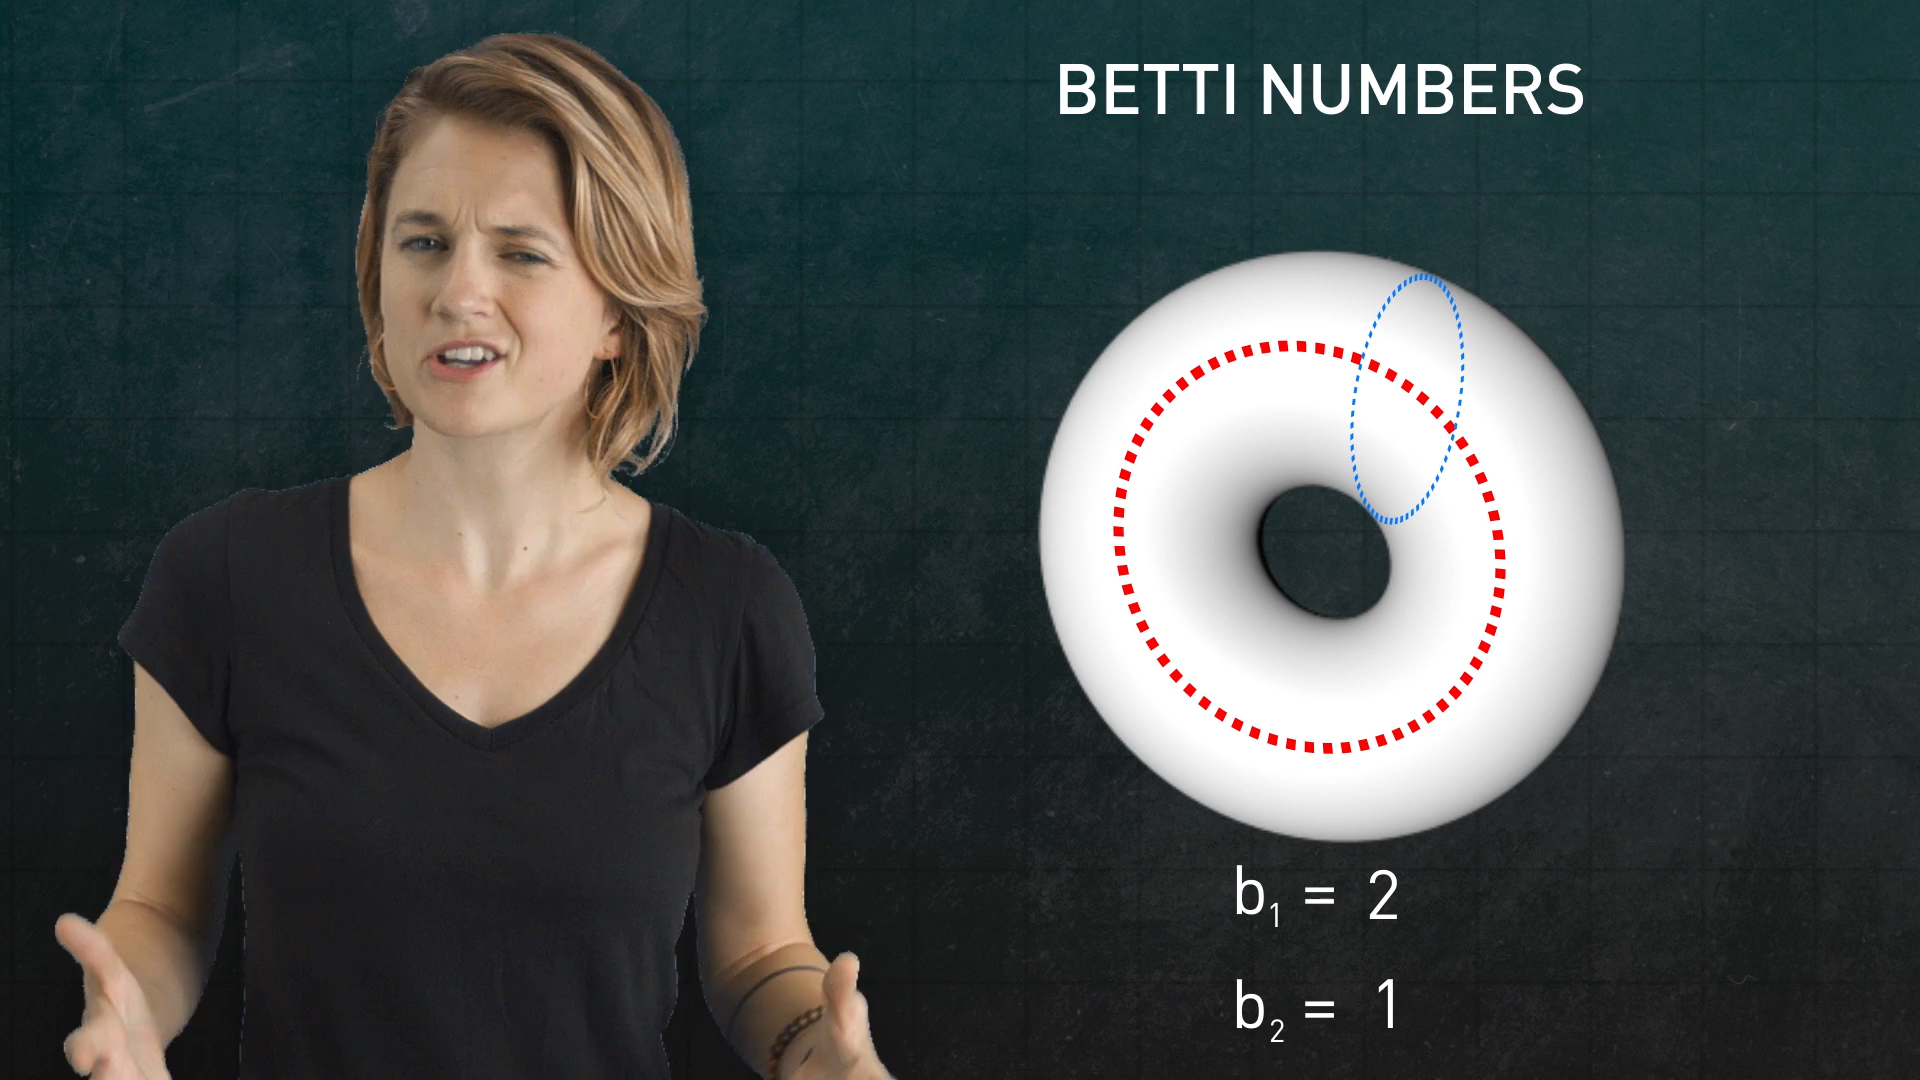 BETTI NUMBERS
b₁ = 2
b₂ = 1